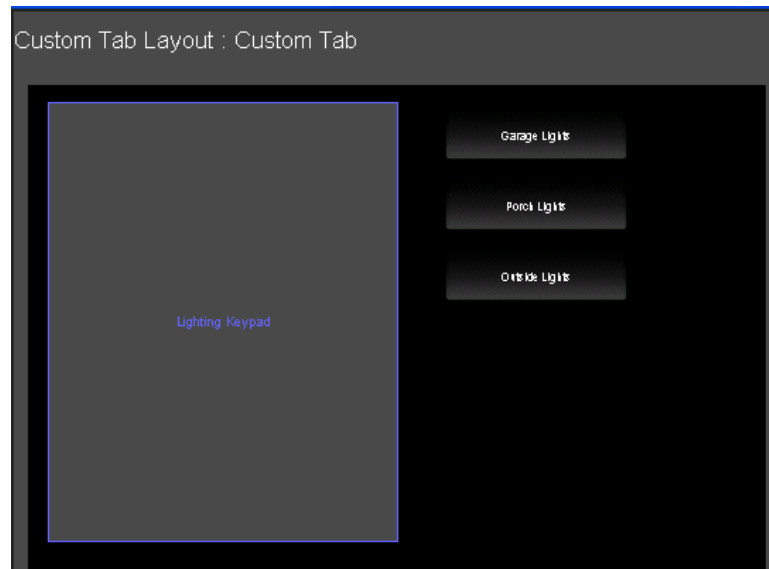 Custom Tab Layout : Custom Tab
Garage Lights
Porch Lights
Outside Lights
Lighting Keypad